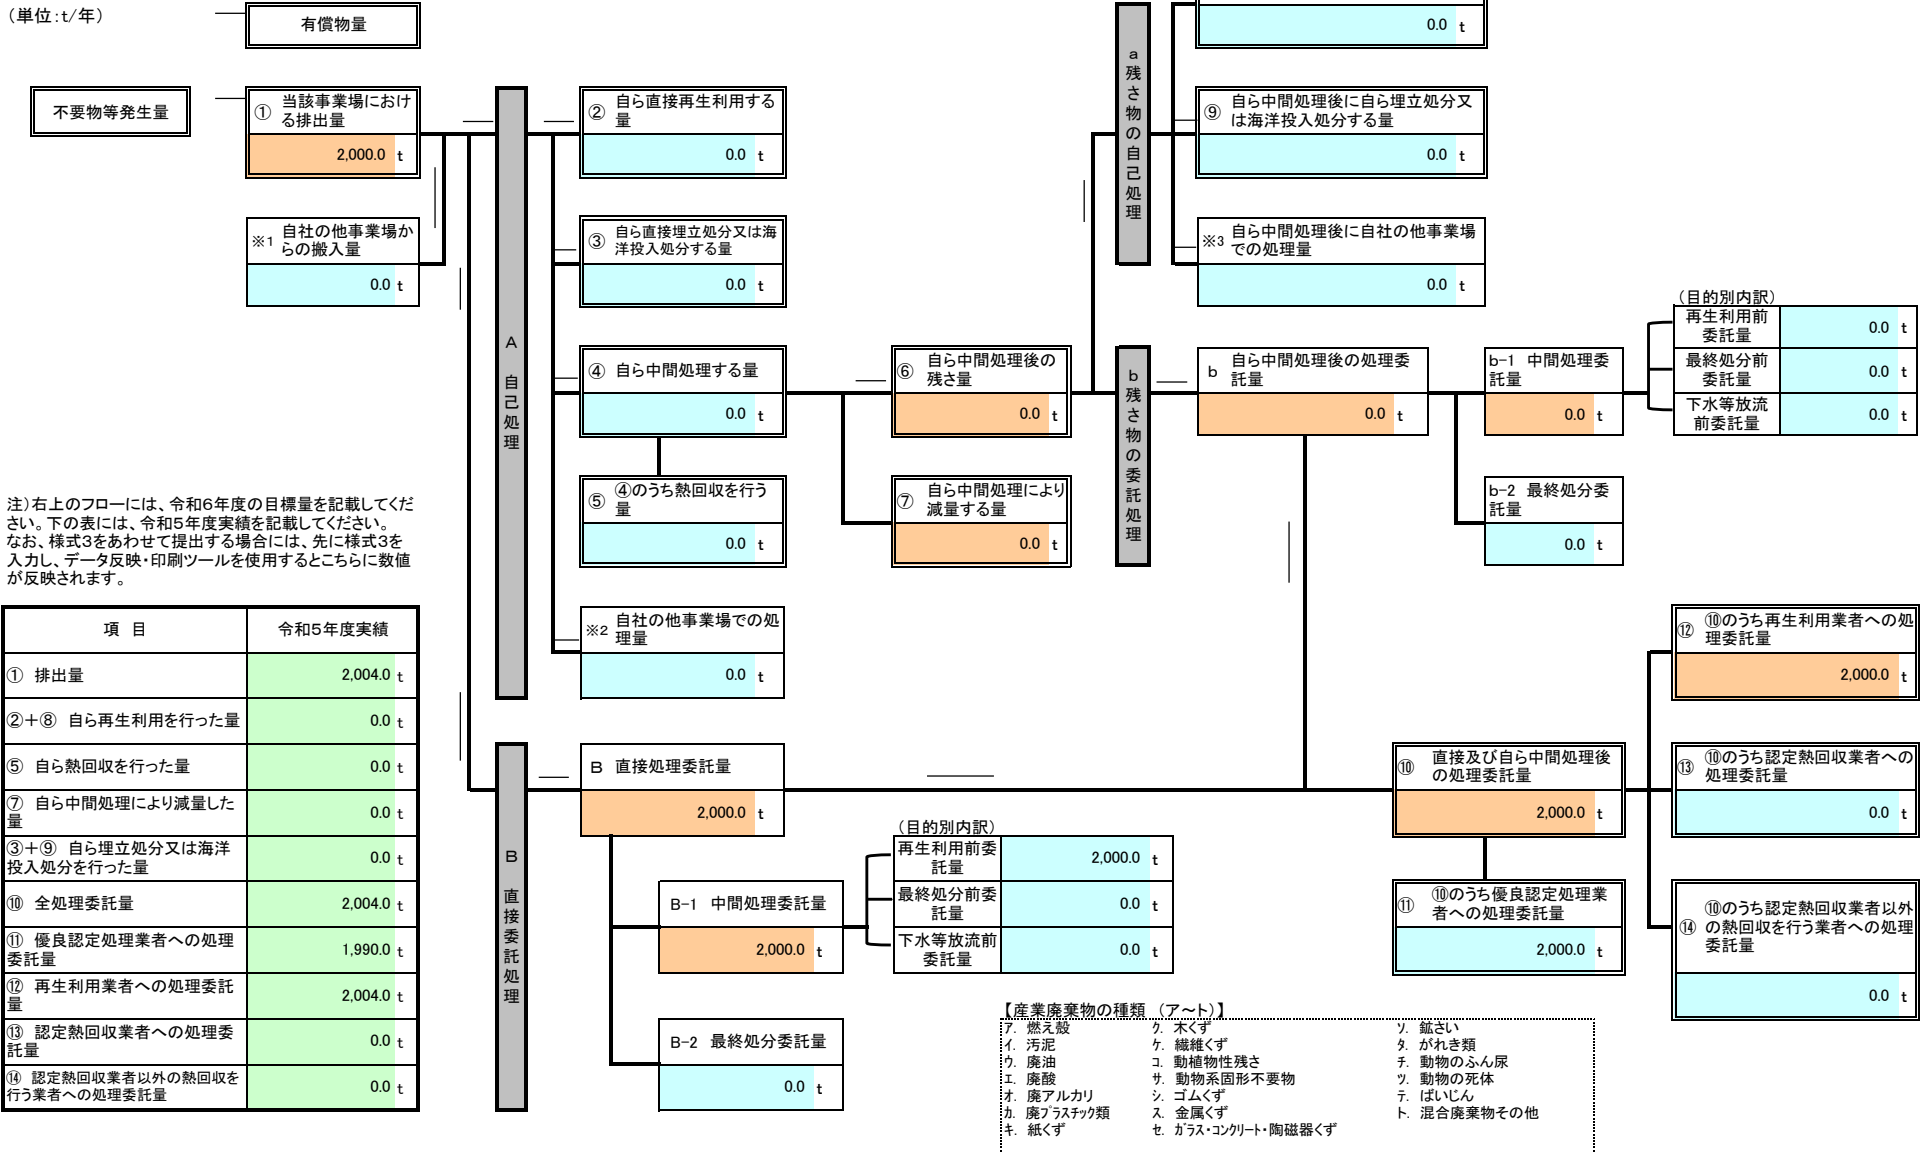 （単位：t/年）
有償物量
0.0 t
不要物等発生量
① 当該事業場におけ
る排出量
2,000.0 t
※1 自社の他事業場か
らの搬入量
0.0 t
A 自己処理
② 自ら直接再生利用する
量
0.0 t
③ 自ら直接埋立処分又は海
洋投入処分する量
0.0 t
④ 自ら中間処理する量
0.0 t
⑤ ④のうち熱回収を行う
量
0.0 t
※2 自社の他事業場での処
理量
0.0 t
⑥ 自ら中間処理後の
残さ量
0.0 t
⑦ 自ら中間処理により
減量する量
0.0 t
a 残さ物の自己処理
⑨ 自ら中間処理後に自ら埋立処分又
は海洋投入処分する量
0.0 t
※3 自ら中間処理後に自社の他事業場
での処理量
0.0 t
b 残さ物の委託処理
b 自ら中間処理後の処理委
託量
0.0 t
b-1 中間処理委
託量
0.0 t
（目的別内訳）
再生利用前
委託量
0.0 t
最終処分前
委託量
0.0 t
下水等放流
前委託量
0.0 t
b-2 最終処分委
託量
0.0 t
注）右上のフローには、令和6年度の目標量を記載してくだ
さい。下の表には、令和5年度実績を記載してください。
なお、様式3をあわせて提出する場合には、先に様式3を
入力し、データ反映・印刷ツールを使用するとこちらに数値
が反映されます。
項 目 令和5年度実績
① 排出量 2,004.0 t
②＋⑧ 自ら再生利用を行った量 0.0 t
⑤ 自ら熱回収を行った量 0.0 t
⑦ 自ら中間処理により減量した
量 0.0 t
③＋⑨ 自ら埋立処分又は海洋
投入処分を行った量 0.0 t
⑩ 全処理委託量 2,004.0 t
⑪ 優良認定処理業者への処理
委託量 1,990.0 t
⑫ 再生利用業者への処理委託
量 2,004.0 t
⑬ 認定熱回収業者への処理委
託量 0.0 t
⑭ 認定熱回収業者以外の熱回収を
行う業者への処理委託量 0.0 t
B 直接委託処理
B 直接処理委託量
2,000.0 t
B-1 中間処理委託量
2,000.0 t
（目的別内訳）
再生利用前委
託量
2,000.0 t
最終処分前委
託量
0.0 t
下水等放流前
委託量
0.0 t
B-2 最終処分委託量
0.0 t
⑩ 直接及び自ら中間処理後
の処理委託量
2,000.0 t
⑪ ⑩のうち優良認定処理業
者への処理委託量
2,000.0 t
⑫ ⑩のうち再生利用業者への処
理委託量
2,000.0 t
⑬ ⑩のうち認定熱回収業者への
処理委託量
0.0 t
⑭ ⑩のうち認定熱回収業者以外
の熱回収を行う業者への処理
委託量
0.0 t
【産業廃棄物の種類 （ア～ト）】
ｱ. 燃え殻 ｸ. 木くず ｿ. 鉱さい
ｲ. 汚泥 ｹ. 繊維くず ﾀ. がれき類
ｳ. 廃油 ｺ. 動植物性残さ ﾁ. 動物のふん尿
ｴ. 廃酸 ｻ. 動物系固形不要物 ﾂ. 動物の死体
ｵ. 廃アルカリ ｼ. ゴムくず ﾃ. ばいじん
ｶ. 廃ﾌﾟﾗｽﾁｯｸ類 ｽ. 金属くず ﾄ. 混合廃棄物その他
ｷ. 紙くず ｾ. ｶﾞﾗｽ・ｺﾝｸﾘｰﾄ・陶磁器くず